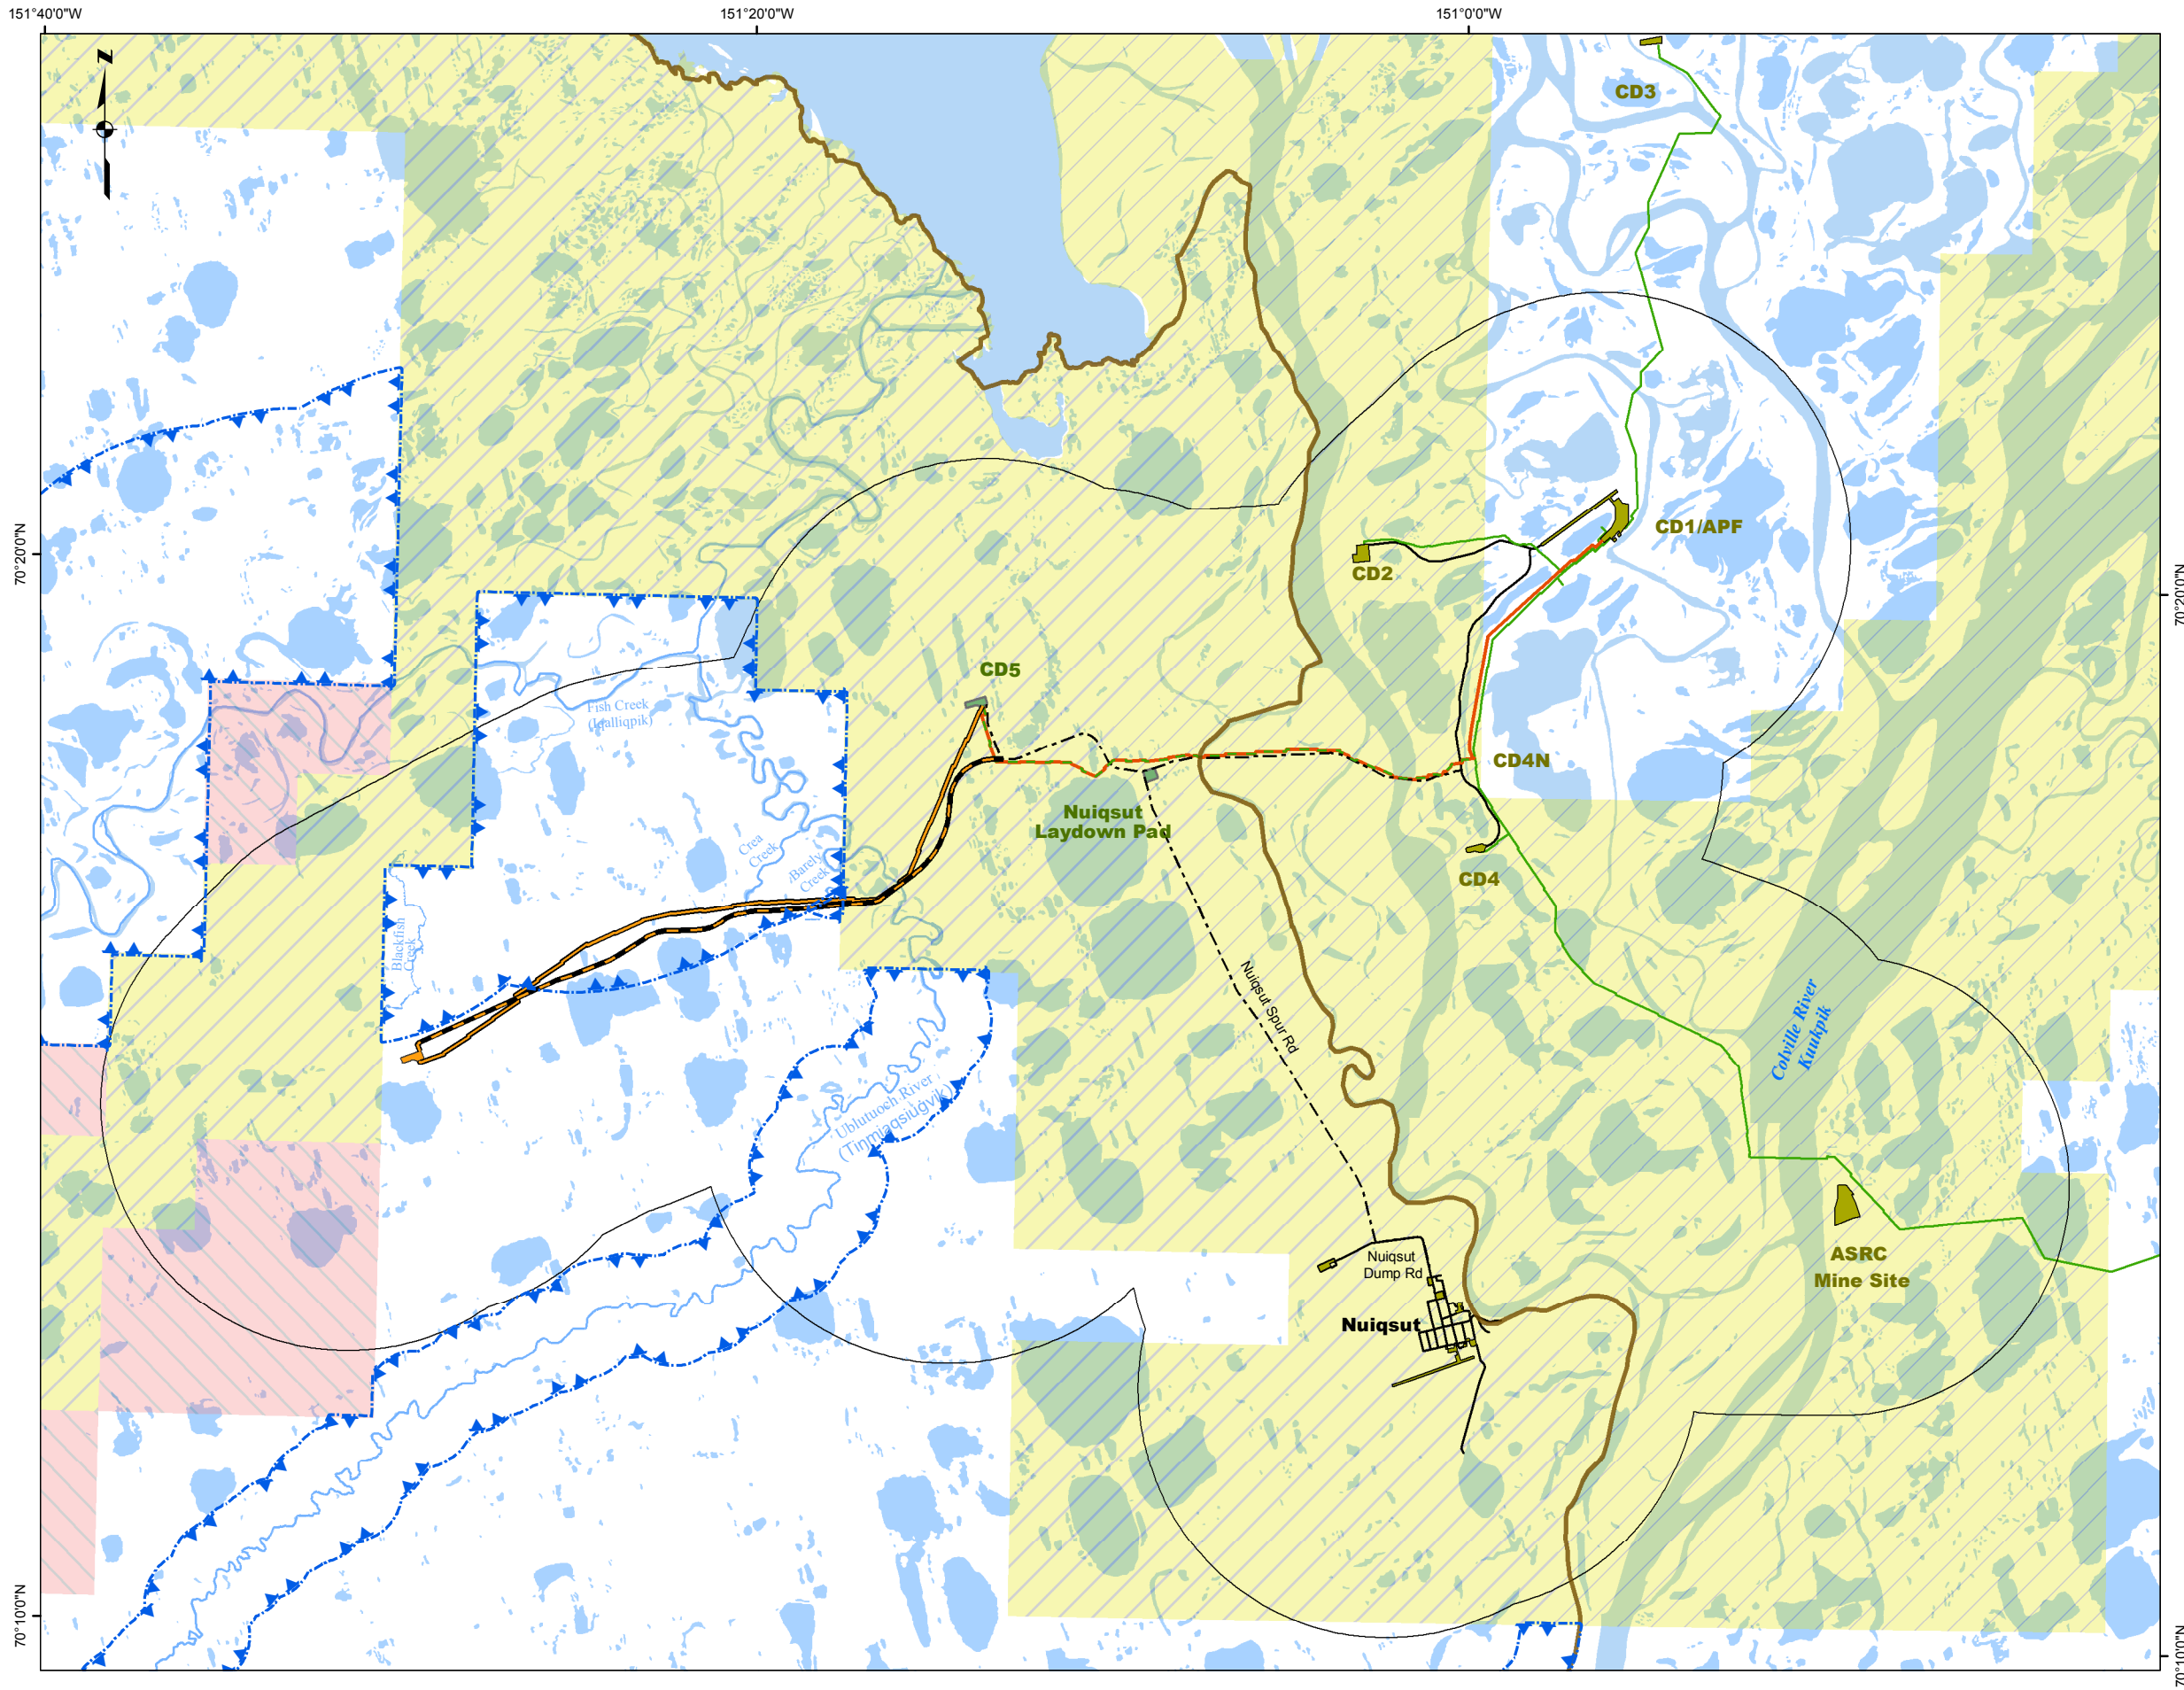 151°40'0"W
151°20'0"W
151°0'0"W
N
CD3
70°20'0"N
CD1/APF
CD2
70°20'0"N
CD5
Fish Creek
(Iqalliqpik)
CD4N
Nuiqsut
Laydown Pad
Crea
Creek
Barely
Creek
CD4
Blackfish
Creek
Nuiqsut Spur Rd
Colville River
Kuukpik
Ublutuoch River
(Tinmiaqsiuġvik)
Nuiqsut
Dump Rd
ASRC
Mine Site
Nuiqsut
70°10'0"N
70°10'0"N